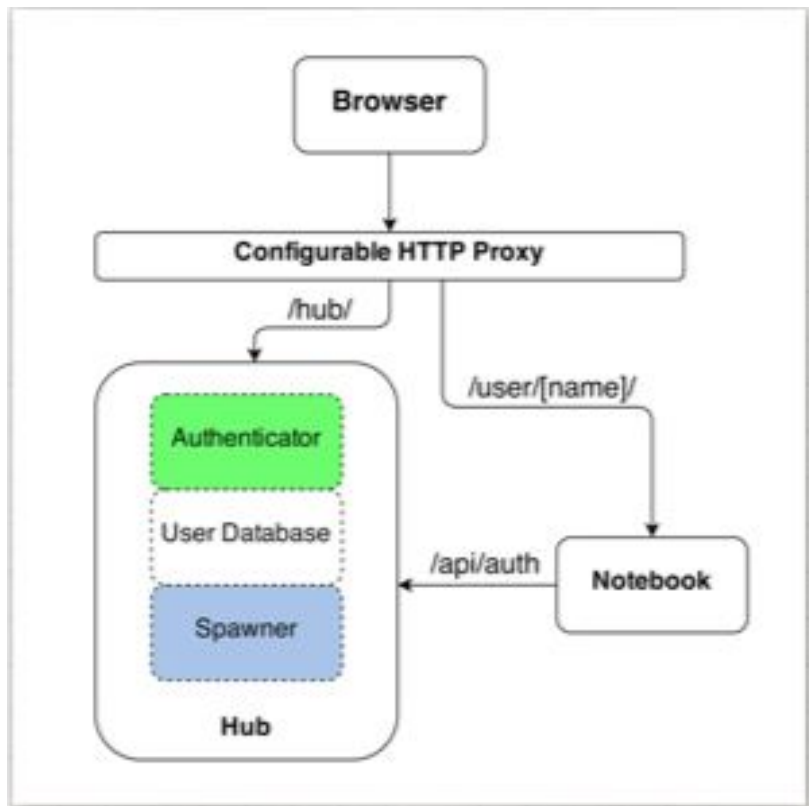 Browser
Configurable HTTP Proxy
/hub/
/user/[name]/
Authenticator
User Database
/api/auth
Notebook
Spawner
Hub